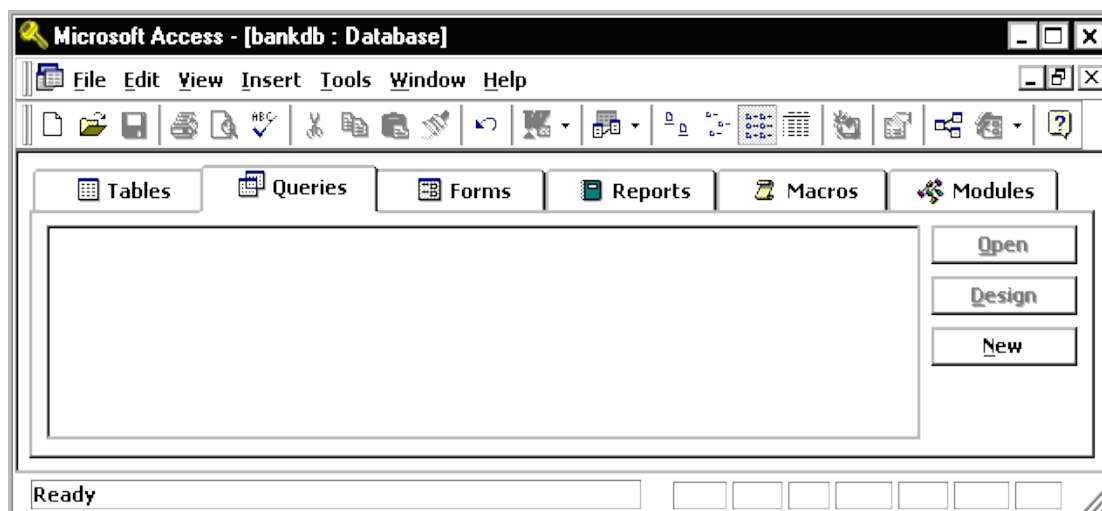 Microsoft Access - [bankdb : Database]
File Edit View Insert Tools Window Help
ABC
Tables Queries Forms Reports Macros Modules
Open
Design
New
Ready